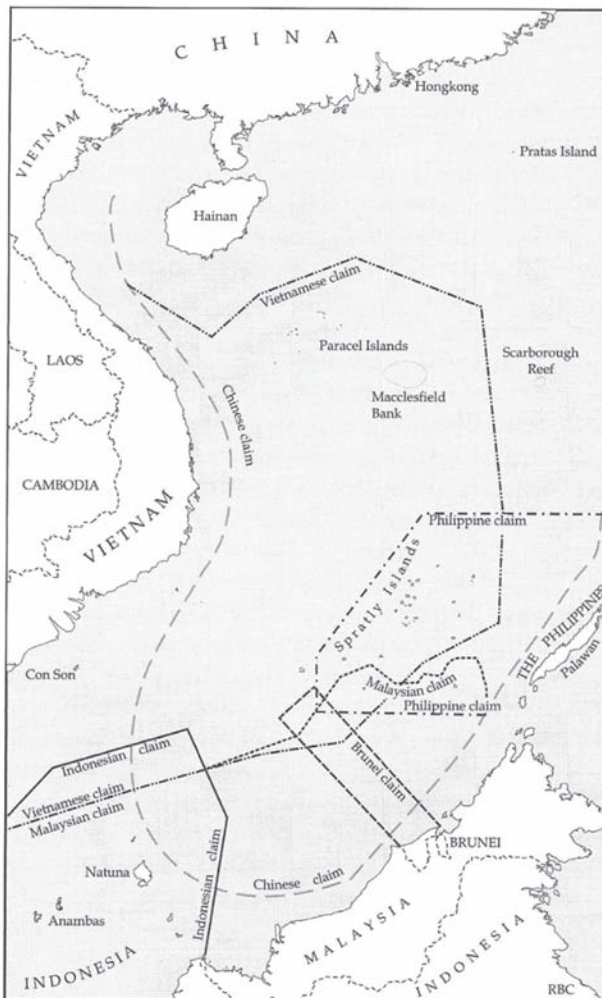 CHINA
Hongkong
VIETNAM
Pratas Island
Hainan
Vietnamese claim
Paracel Islands
LAOS
Scarborough
Reef
Macclesfield
Bank
Chinese claim
CAMBODIA
VIETNAM
Philippine claim
Spratly Islands
THE PHILIPPINES
Palawan
Con Son
Malaysian claim
Philippine claim
Indonesian claim
Brunei claim
Vietnamese claim
Malaysian claim
BRUNEI
Natuna
Chinese claim
Indonesian claim
Anambas
MALAYSIA
INDONESIA
INDONESIA
RBC